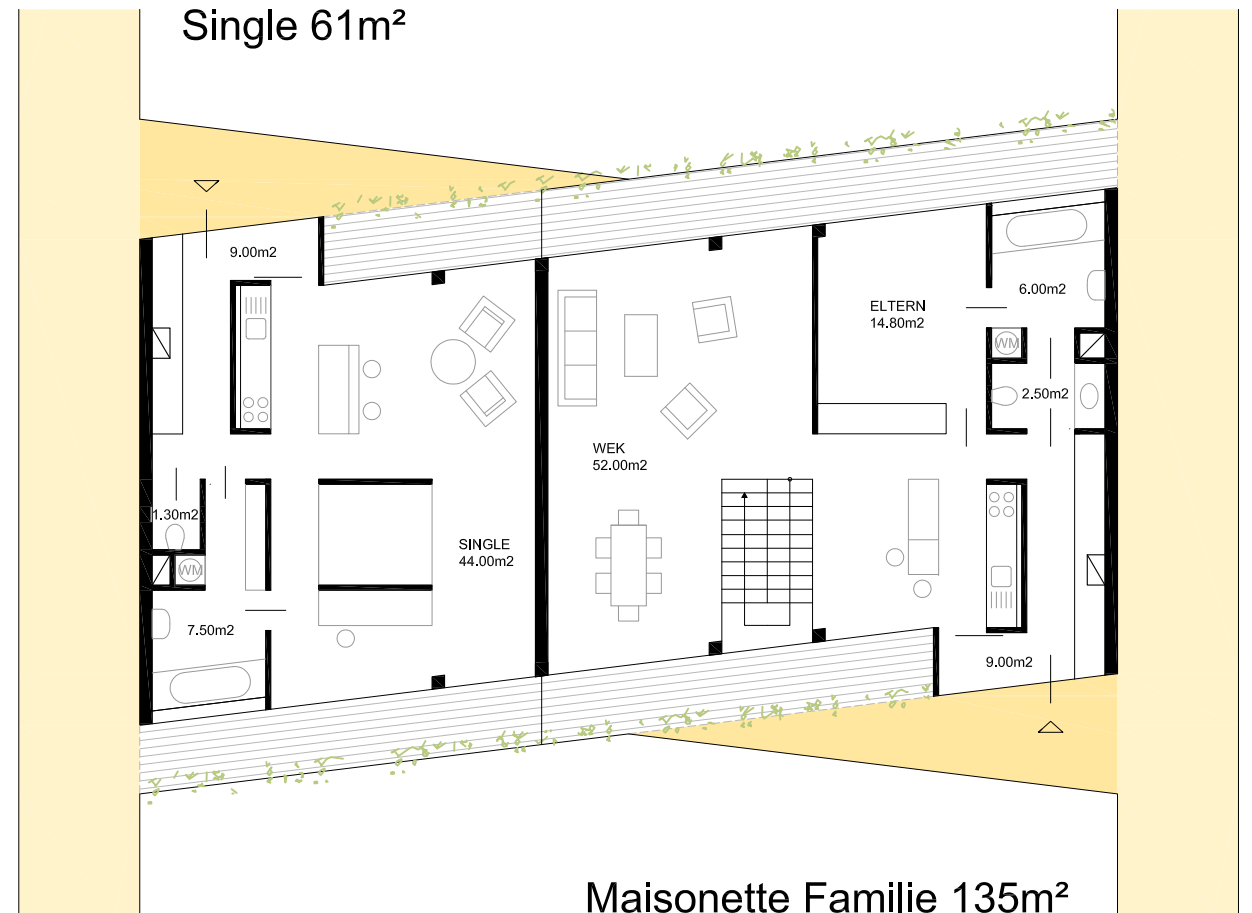 Single 61m²
9.00m2
1.30m2
WM
7.50m2
SINGLE
44.00m2
WEK
52.00m2
ELTERN
14.80m2
6.00m2
WM
2.50m2
9.00m2
Maisonette Familie 135m²